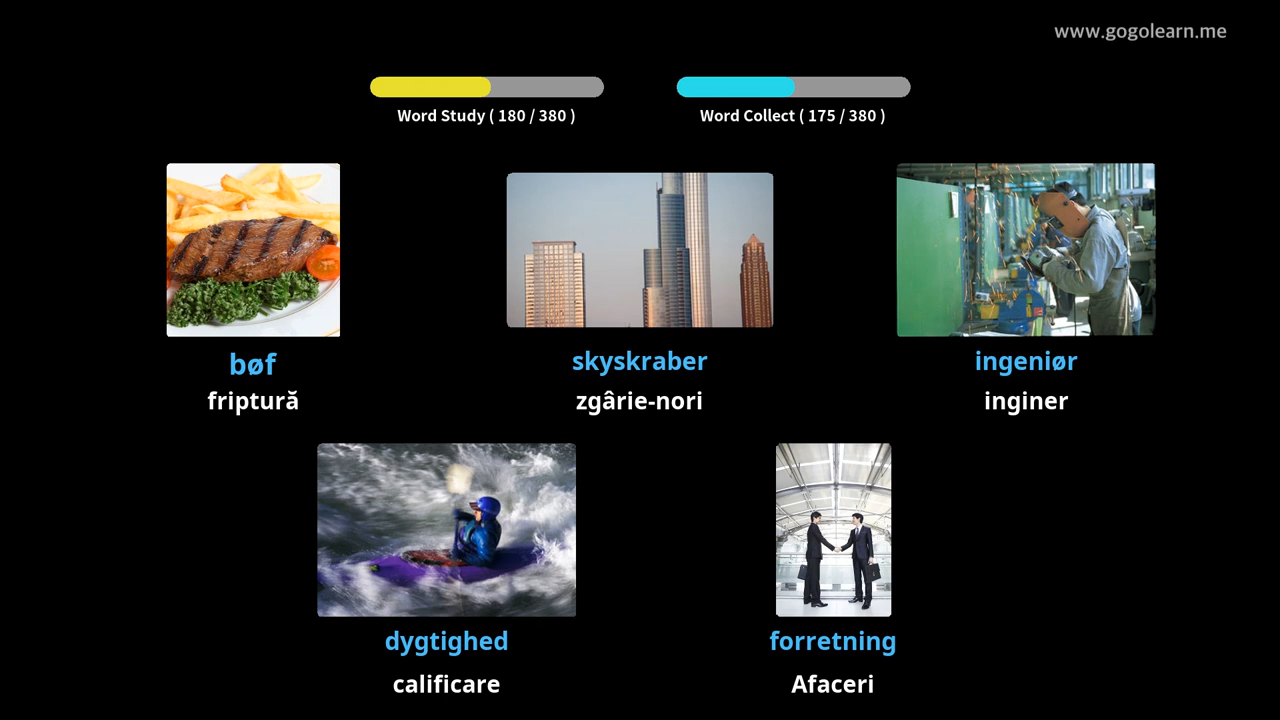 www.gogolearn.me
Word Study ( 180 / 380 )
Word Collect ( 175 / 380 )
bøf
friptură
skyskraber
zgârie-nori
ingeniør
inginer
dygtighed
calificare
forretning
Afaceri